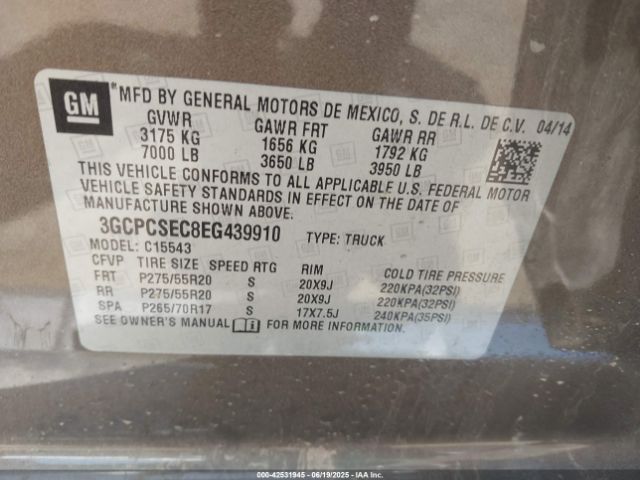 GM
*MFD BY GENERAL MOTORS DE MEXICO, S. DE R.L. DE C.V. 04/14
GVWR GAWR FRT GAWR RR
3175 KG 1656 KG 1792 KG
7000 LB 3650 LB 3950 LB
THIS VEHICLE CONFORMS TO ALL APPLICABLE U.S. FEDERAL MOTOR
VEHICLE SAFETY STANDARDS IN EFFECT ON THE DATE OF
MANUFACTURE SHOWN ABOVE.
3GCPCSEC8EG439910 TYPE: TRUCK
MODEL: C15543
CFVP TIRE SIZE SPEED RTG RIM COLD TIRE PRESSURE
FRT P275/55R20 S 20X9J 220KPA(32PSI)
RR P275/55R20 S 20X9J 220KPA(32PSI)
SPA P265/70R17 S 17X7.5J 240KPA(35PSI)
SEE OWNER'S MANUAL FOR MORE INFORMATION.
© - 42531945 - 06/19/2025 - IAA Inc.